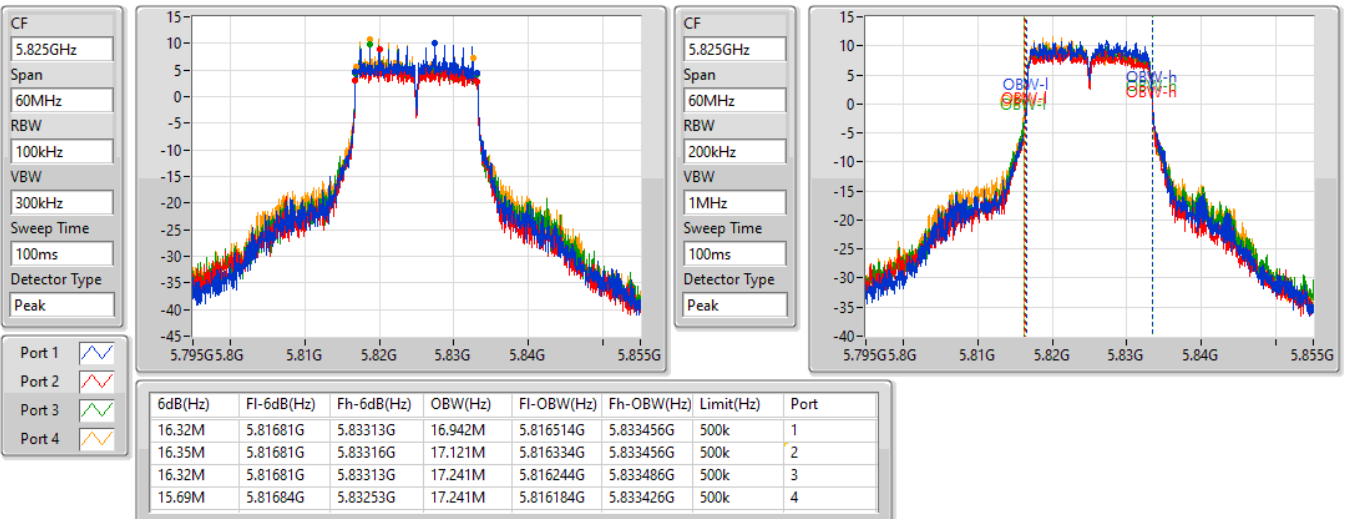 CF
5.825GHz
Span
60MHz
RBW
100kHz
VBW
300kHz
Sweep Time
100ms
Detector Type
Peak
Port 1
Port 2
Port 3
Port 4
15
10
5
0
-5
-10
-15
-20
-25
-30
-35
-40
-45
5.795G 5.8G 5.81G 5.82G 5.83G 5.84G 5.855G
CF
5.825GHz
Span
60MHz
RBW
200kHz
VBW
1MHz
Sweep Time
100ms
Detector Type
Peak
15
10
5
0
-5
-10
-15
-20
-25
-30
-35
-40
OBW-l OBW-h
OBW-l OBW-h
5.795G 5.8G 5.81G 5.82G 5.83G 5.84G 5.855G
6dB(Hz) Fl-6dB(Hz) Fh-6dB(Hz) OBW(Hz) Fl-OBW(Hz) Fh-OBW(Hz) Limit(Hz) Port
16.32M 5.81681G 5.83313G 16.942M 5.816514G 5.833456G 500k 1
16.35M 5.81681G 5.83316G 17.121M 5.816334G 5.833456G 500k 2
16.32M 5.81681G 5.83313G 17.241M 5.816244G 5.833486G 500k 3
15.69M 5.81684G 5.83253G 17.241M 5.816184G 5.833426G 500k 4